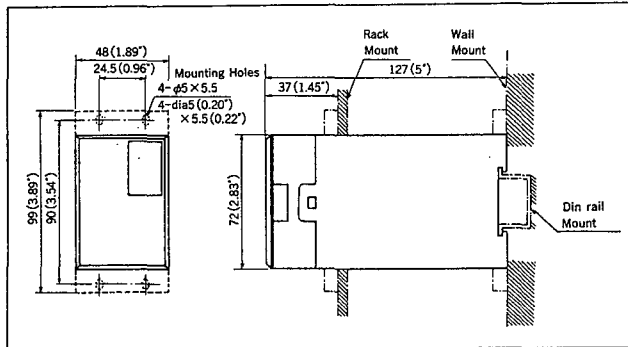 48 (1.89")
24.5 (0.96")
Mounting Holes
4-φ5×5.5
4-dia5 (0.20")
×5.5 (0.22")
99 (3.89")
90 (3.54")
Rack
Mount
Wall
Mount
127 (5")
37 (1.45")
72 (2.83")
Din rail
Mount